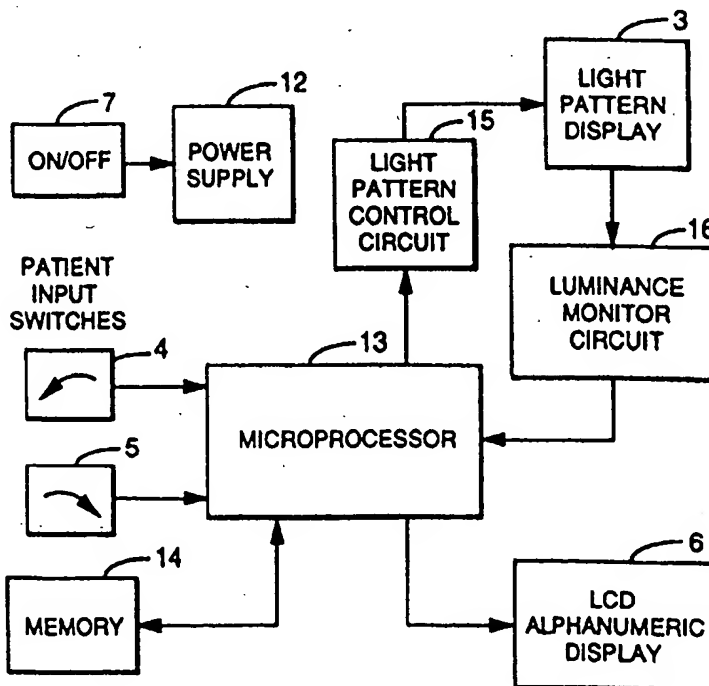 3
LIGHT
PATTERN
DISPLAY
7
ON/OFF
12
POWER
SUPPLY
15
LIGHT
PATTERN
CONTROL
CIRCUIT
16
LUMINANCE
MONITOR
CIRCUIT
PATIENT
INPUT
SWITCHES
4
13
MICROPROCESSOR
5
14
MEMORY
6
LCD
ALPHANUMERIC
DISPLAY